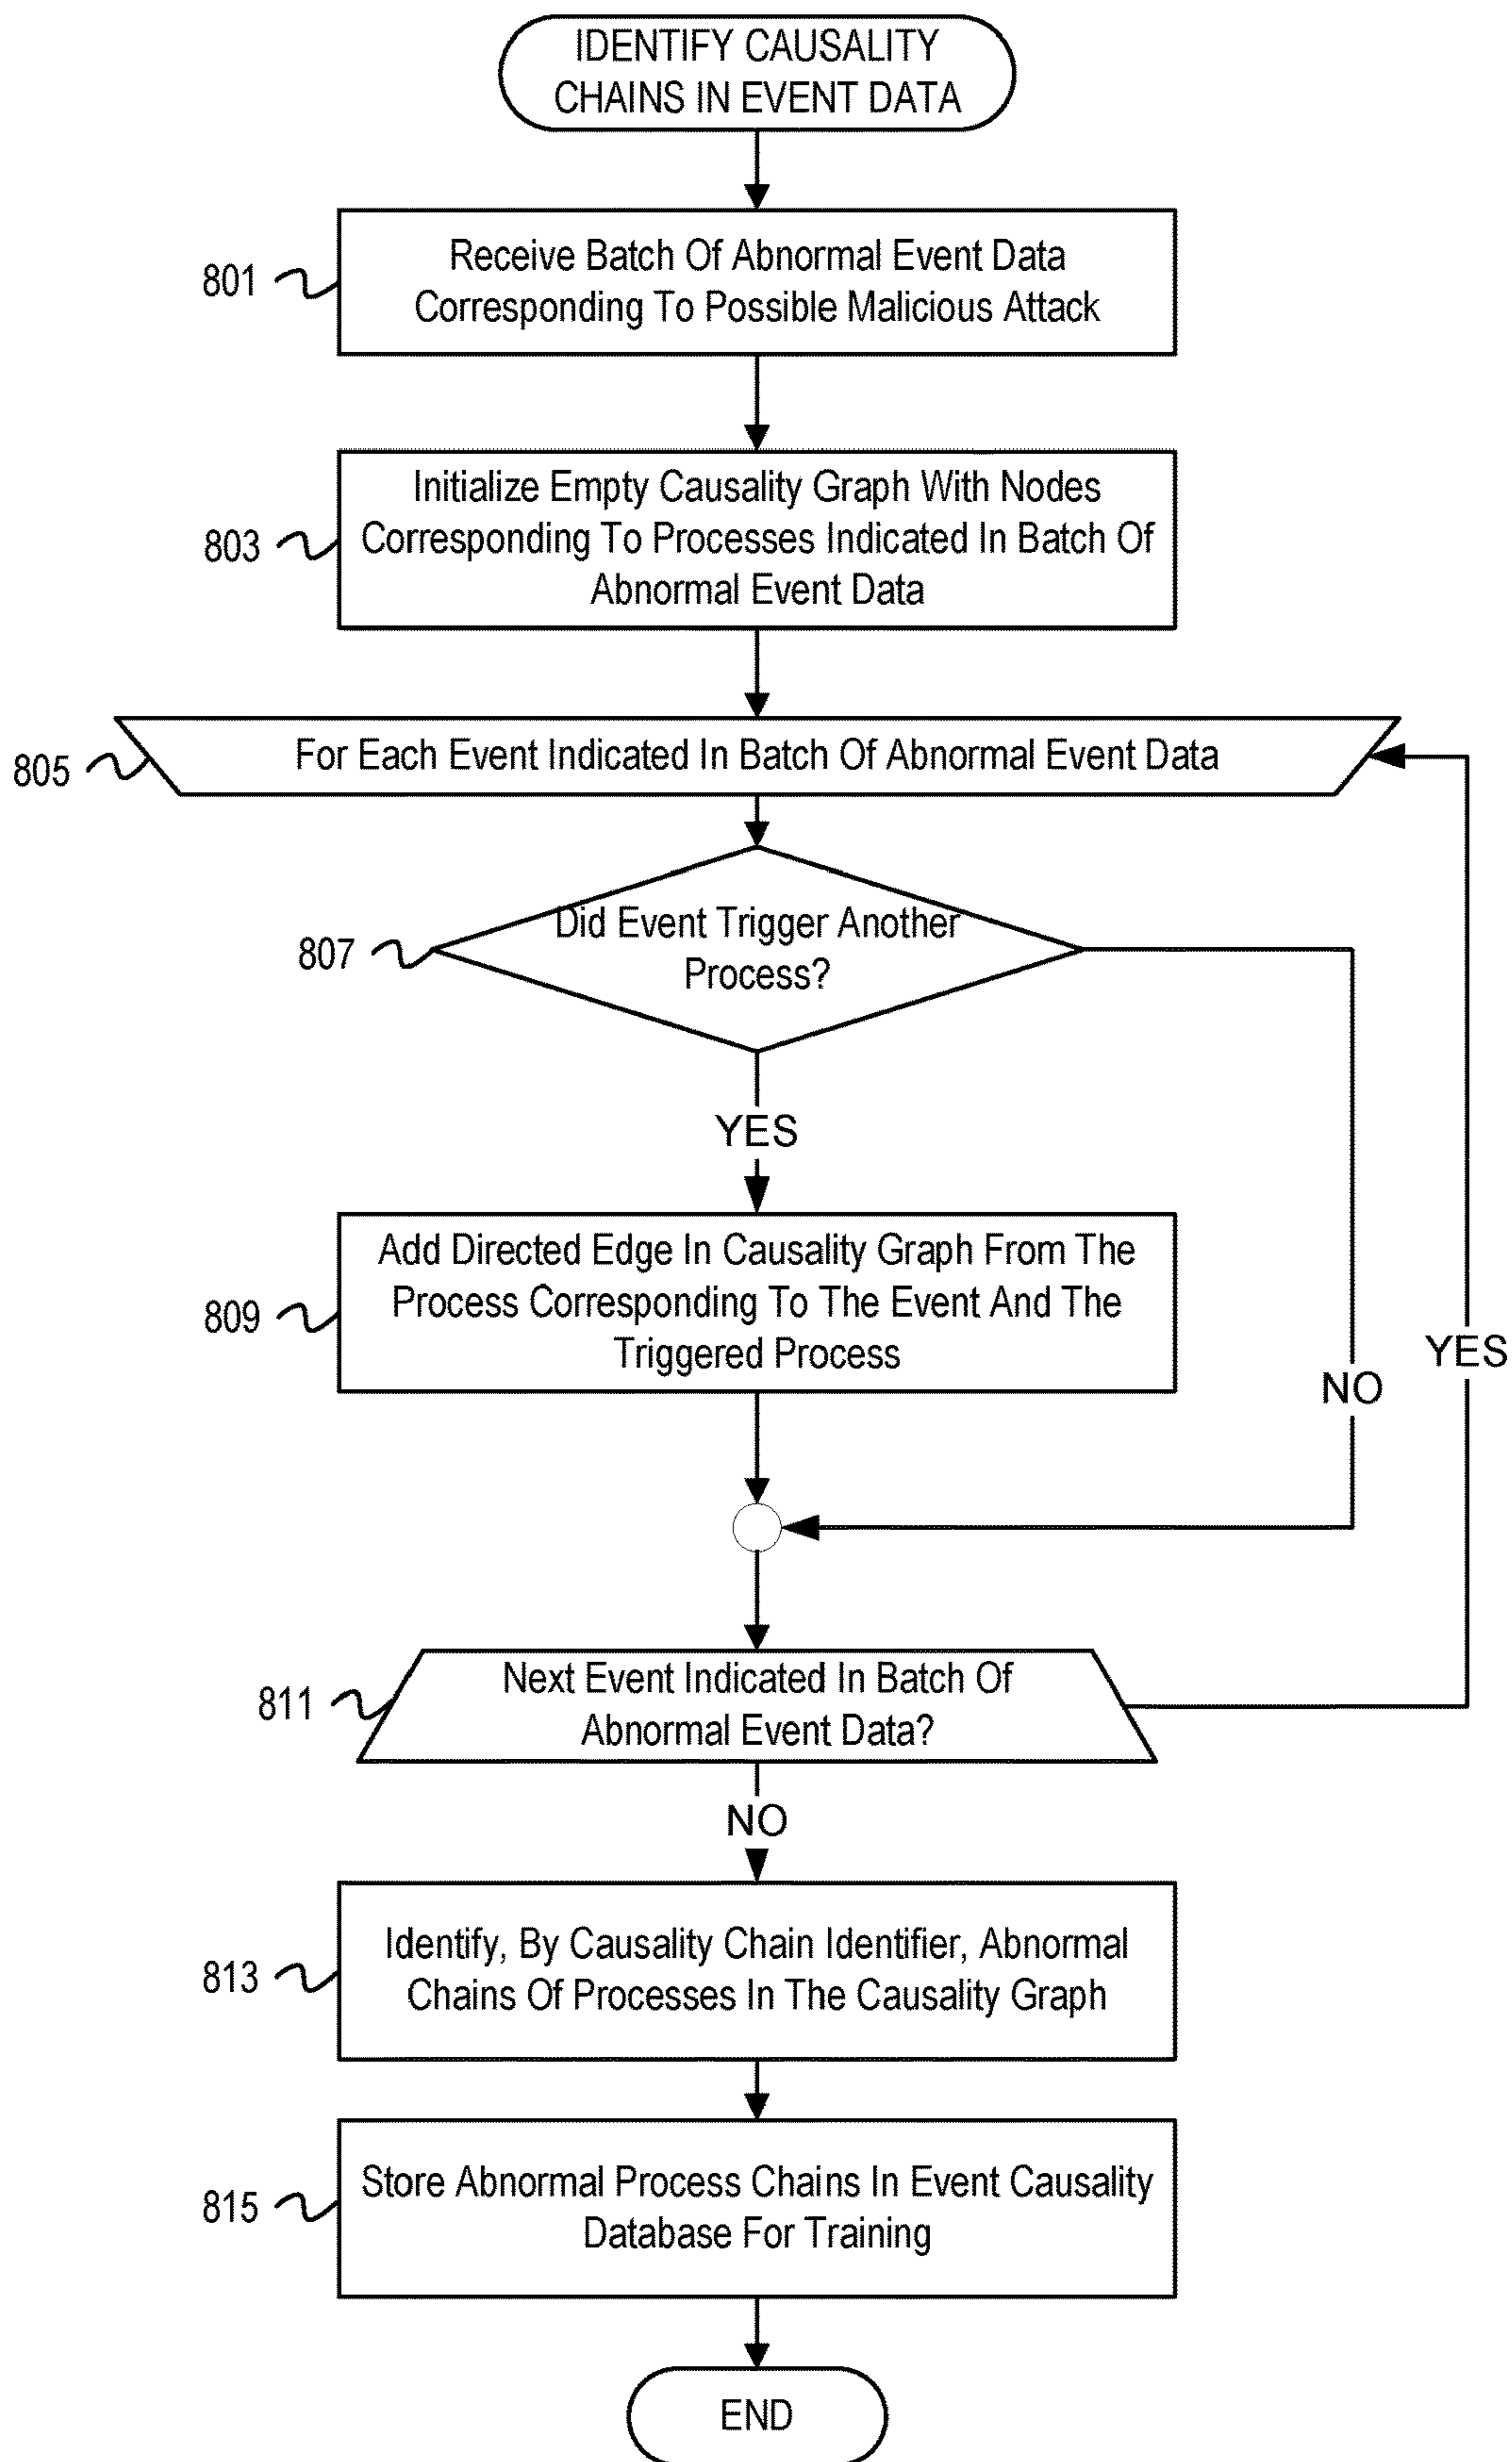 IDENTIFY CAUSALITY
CHAINS IN EVENT DATA
801
Receive Batch Of Abnormal Event Data
Corresponding To Possible Malicious Attack
803
Initialize Empty Causality Graph With Nodes
Corresponding To Processes Indicated In Batch Of
Abnormal Event Data
805
For Each Event Indicated In Batch Of Abnormal Event Data
807
Did Event Trigger Another
Process?
YES
809
Add Directed Edge In Causality Graph From The
Process Corresponding To The Event And The
Triggered Process
YES
NO
811
Next Event Indicated In Batch Of
Abnormal Event Data?
NO
813
Identify, By Causality Chain Identifier, Abnormal
Chains Of Processes In The Causality Graph
815
Store Abnormal Process Chains In Event Causality
Database For Training
END